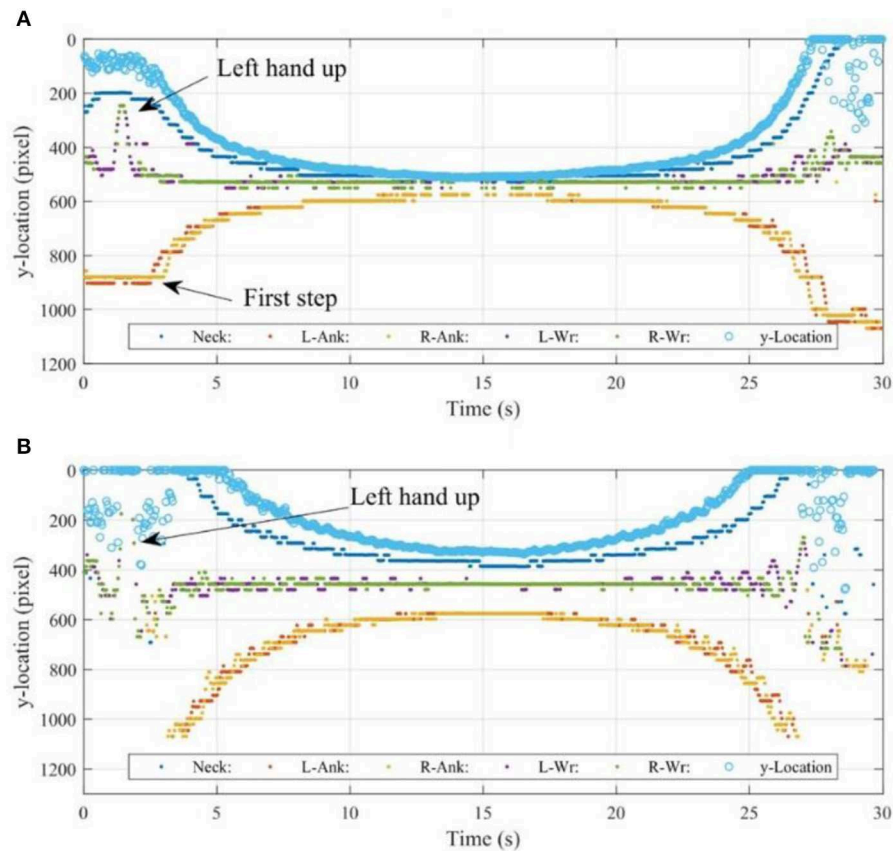 A
0
200
400
600
800
1000
1200
y-location (pixel)
Left hand up
First step
Neck: L-Ank: R-Ank: L-Wr: R-Wr: y-Location
0 5 10 15 20 25 30
Time (s)
B
0
200
400
600
800
1000
1200
y-location (pixel)
Left hand up
Neck: L-Ank: R-Ank: L-Wr: R-Wr: y-Location
0 5 10 15 20 25 30
Time (s)